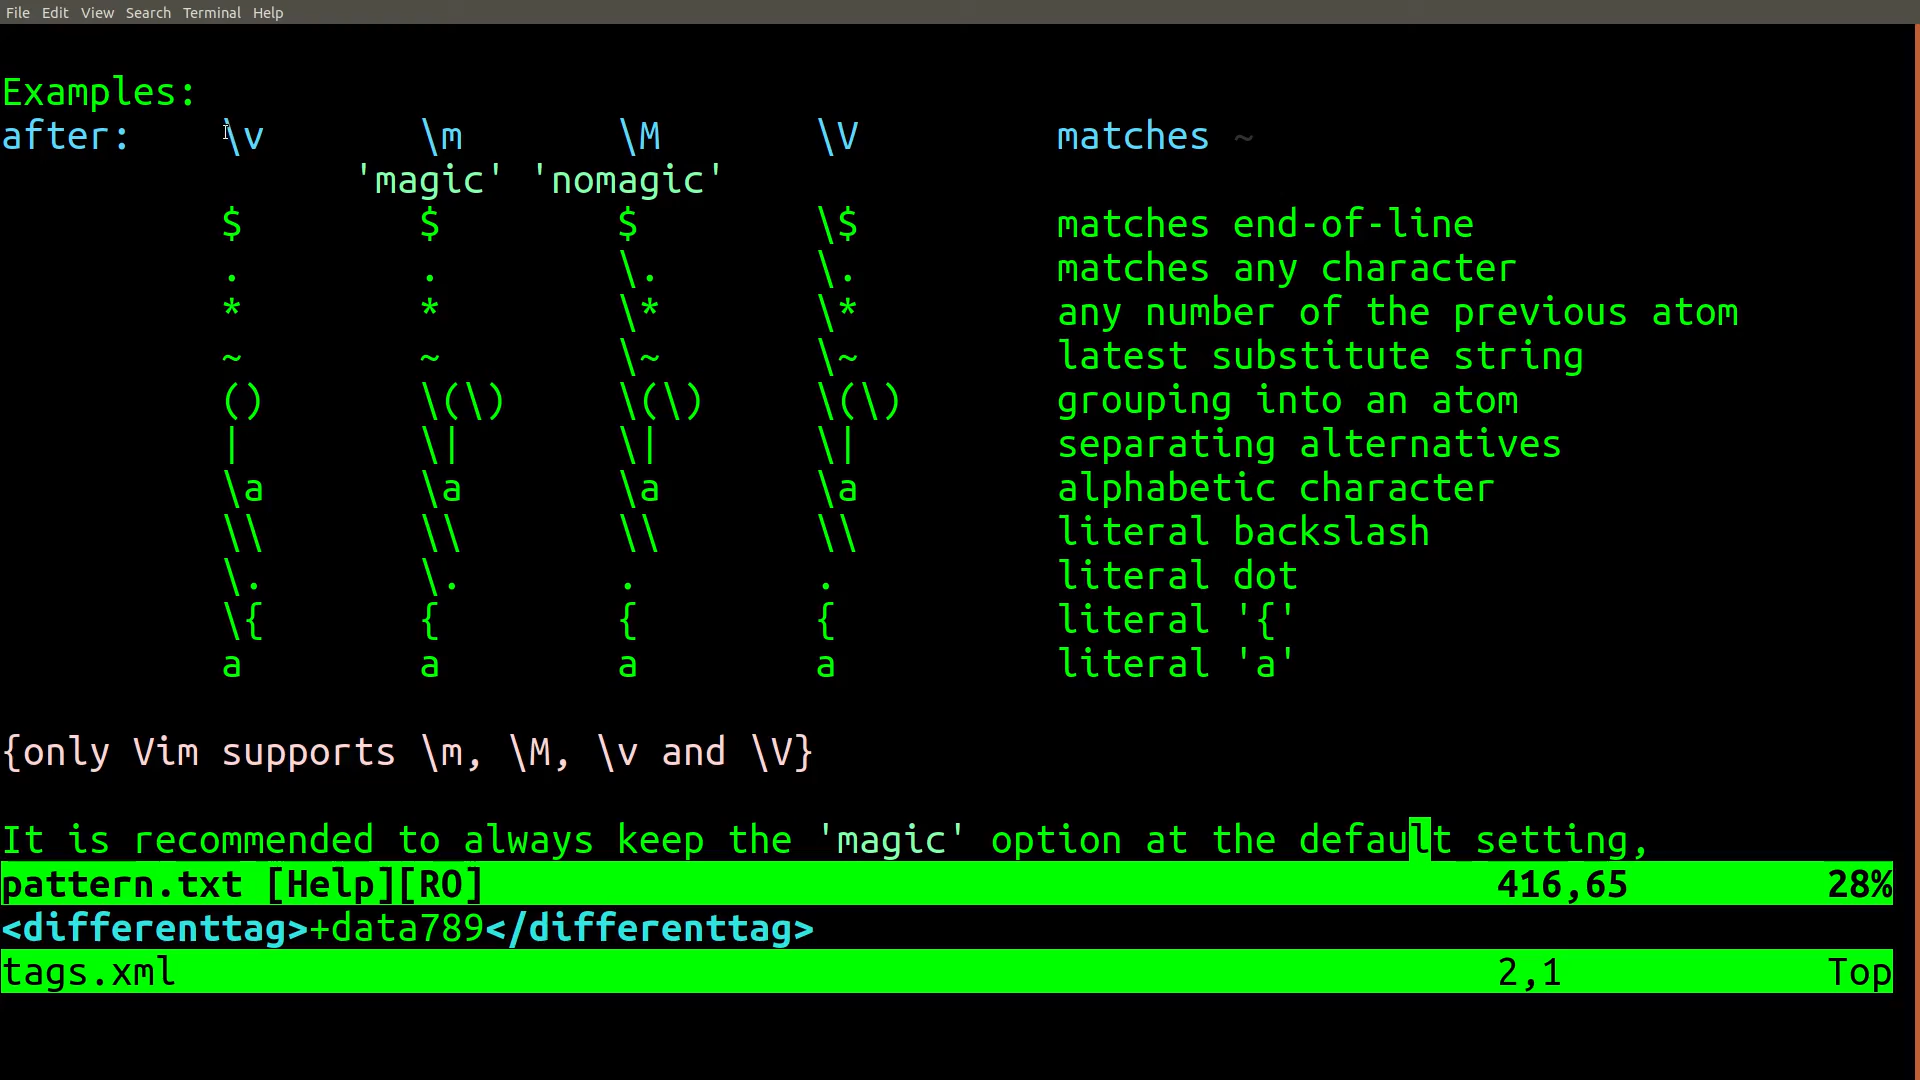 File Edit View Search Terminal Help
Examples:
after: \v \m \M \V matches ~
'magic' 'nomagic'
$ $ $ \$ matches end-of-line
. . \. \. matches any character
* * \* \* any number of the previous atom
~ ~ \~ \~ latest substitute string
() \(\) \(\) \(\) grouping into an atom
| \| \| \| separating alternatives
\a \a \a \a alphabetic character
\\ \\ \\ \\ literal backslash
\. \. . . literal dot
\{ { { { literal '{'
a a a a literal 'a'
{only Vim supports \m, \M, \v and \V}
It is recommended to always keep the 'magic' option at the default setting,
pattern.txt [Help][RO] 416,65 28%
<differenttag>+data789</differenttag>
tags.xml 2,1 Top